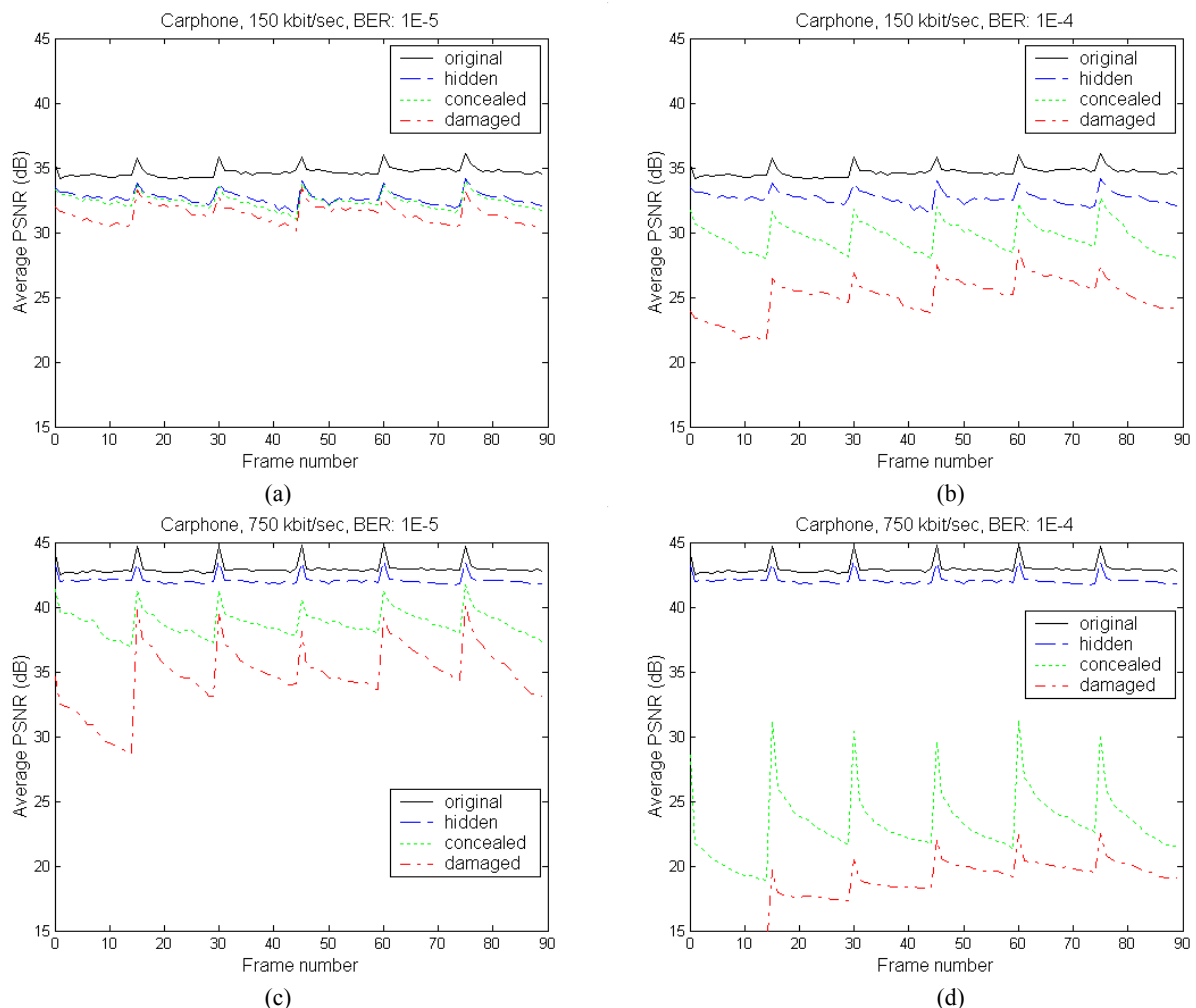 Carphone, 150 kbit/sec, BER: 1E-5
45
40
35
30
25
20
15
Average PSNR (dB)
original
hidden
concealed
damaged
0 10 20 30 40 50 60 70 80 90
Frame number
(a)
Carphone, 150 kbit/sec, BER: 1E-4
45
40
35
30
25
20
15
Average PSNR (dB)
original
hidden
concealed
damaged
0 10 20 30 40 50 60 70 80 90
Frame number
(b)
Carphone, 750 kbit/sec, BER: 1E-5
45
40
35
30
25
20
15
Average PSNR (dB)
original
hidden
concealed
damaged
0 10 20 30 40 50 60 70 80 90
Frame number
(c)
Carphone, 750 kbit/sec, BER: 1E-4
45
40
35
30
25
20
15
Average PSNR (dB)
original
hidden
concealed
damaged
0 10 20 30 40 50 60 70 80 90
Frame number
(d)